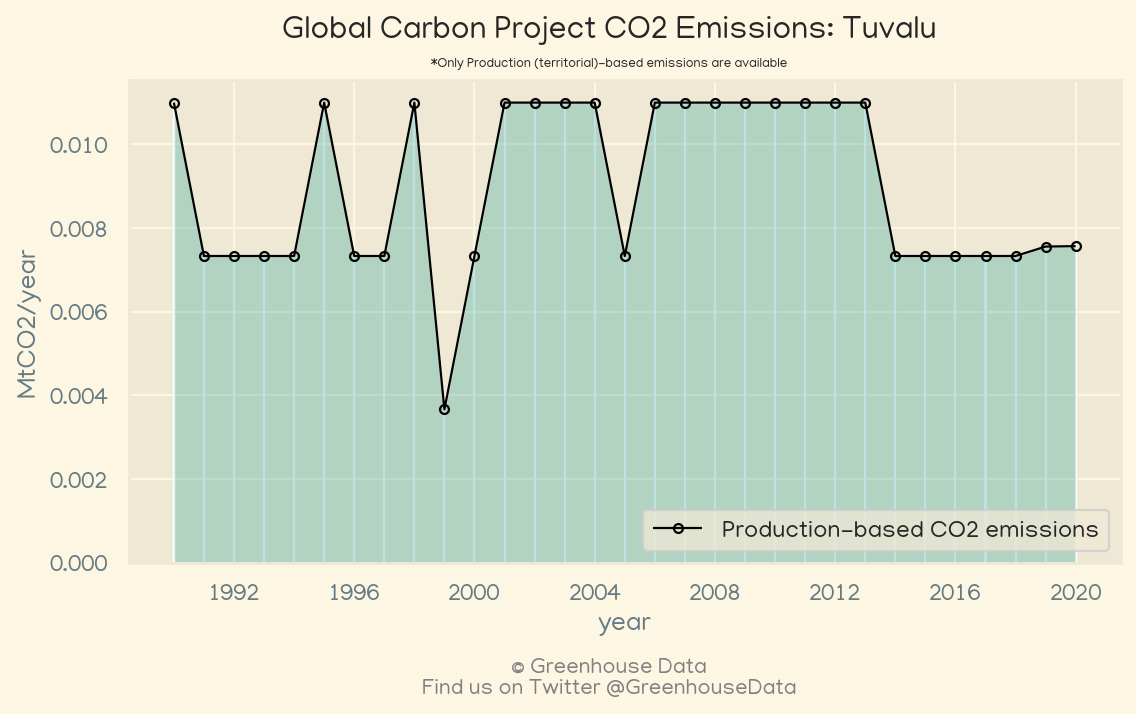 Global Carbon Project CO2 Emissions: Tuvalu
*Only Production (territorial)-based emissions are available
MtCO2/year
0.010
0.008
0.006
0.004
0.002
0.000
Production-based CO2 emissions
1992 1996 2000 2004 2008 2012 2016 2020
year
© Greenhouse Data
Find us on Twitter @GreenhouseData